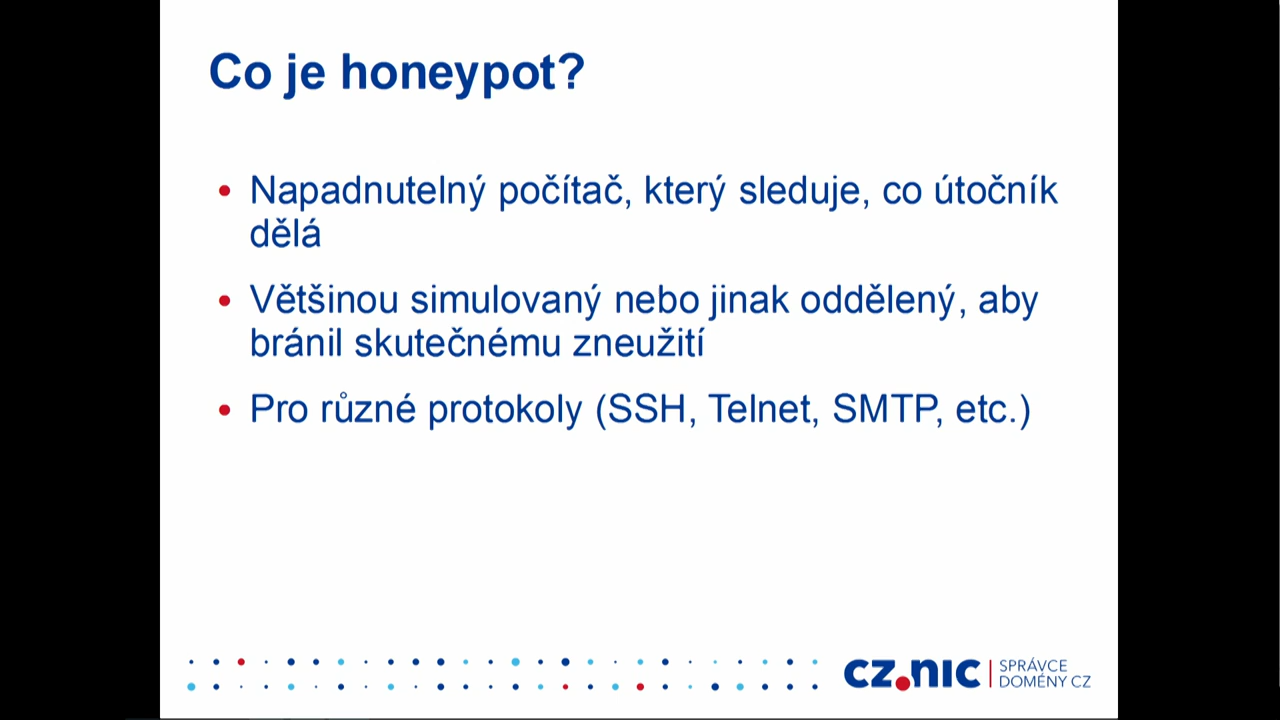 Co je honeypot?
• Napadnutelný počítač, který sleduje, co útočník
dělá
• Většinou simulovaný nebo jinak oddělený, aby
bránil skutečnému zneužití
• Pro různé protokoly (SSH, Telnet, SMTP, etc.)
cz.nic | SPRÁVCE
DOMÉNY CZ